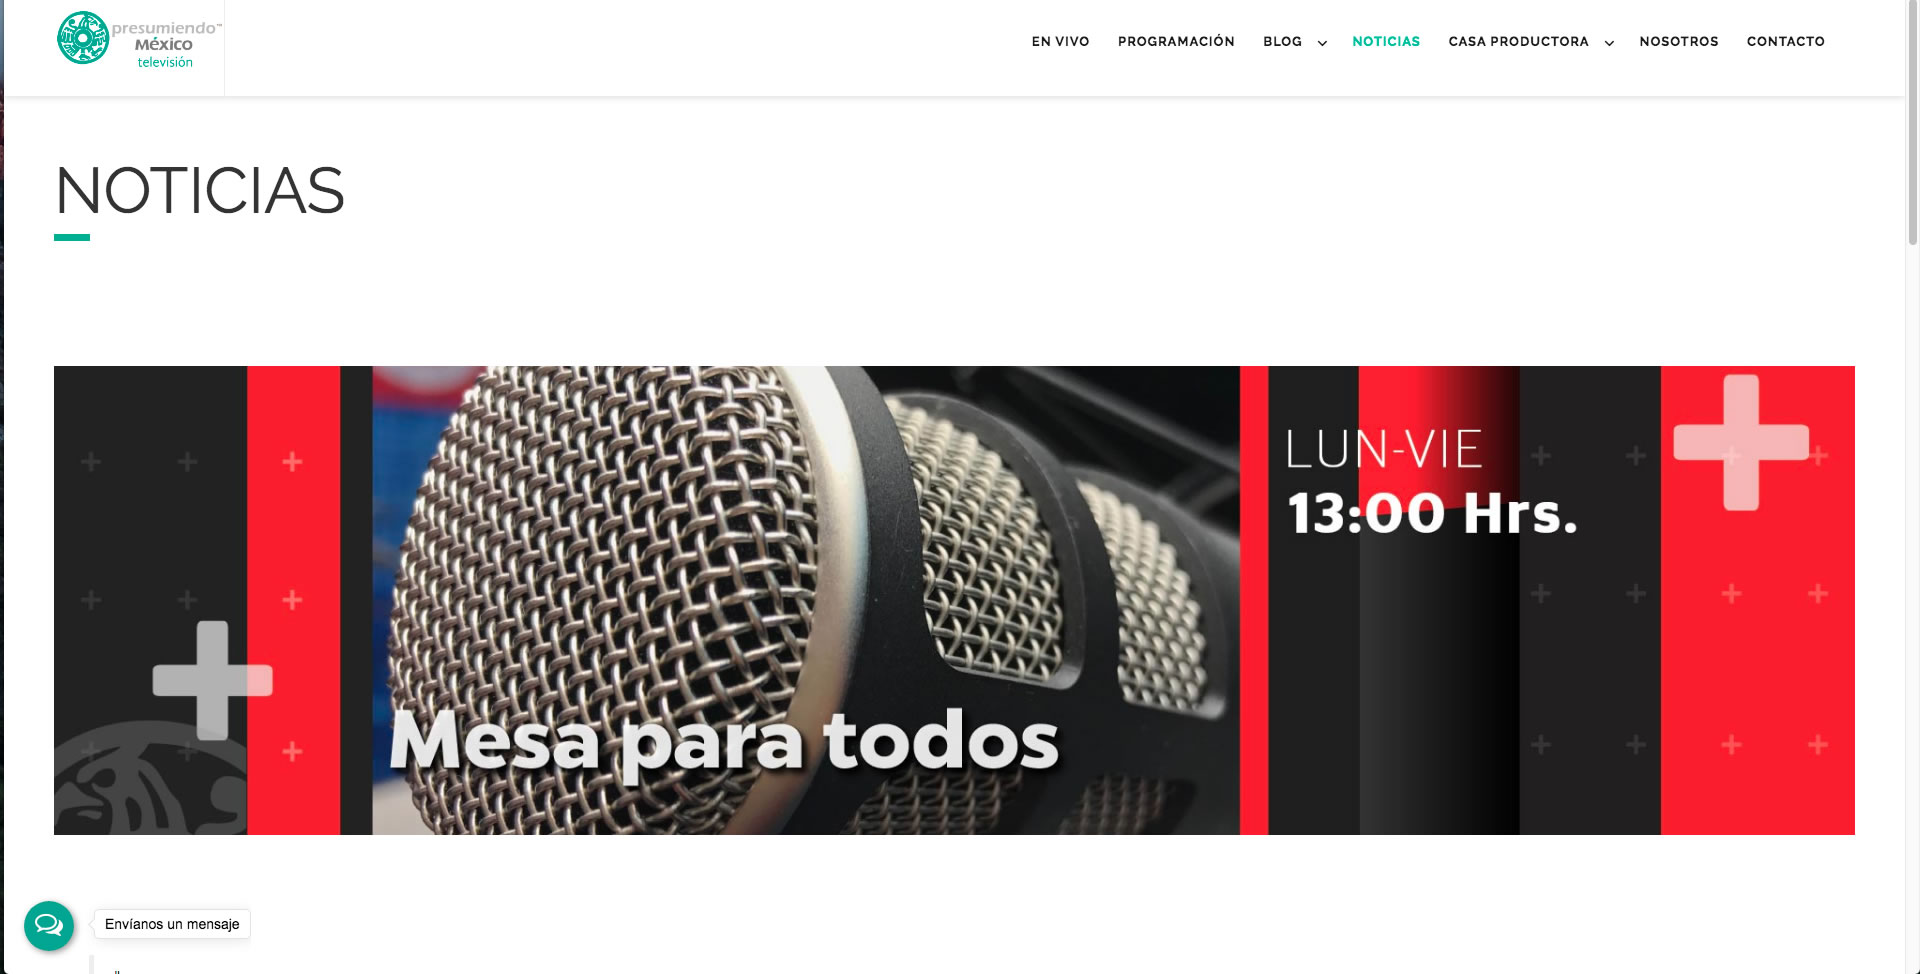 presumiendo™
México
televisión
EN VIVO PROGRAMACIÓN BLOG NOTICIAS CASA PRODUCTORA NOSOTROS CONTACTO
NOTICIAS
LUN-VIE
13:00 Hrs.
Mesa para todos
Envíanos un mensaje